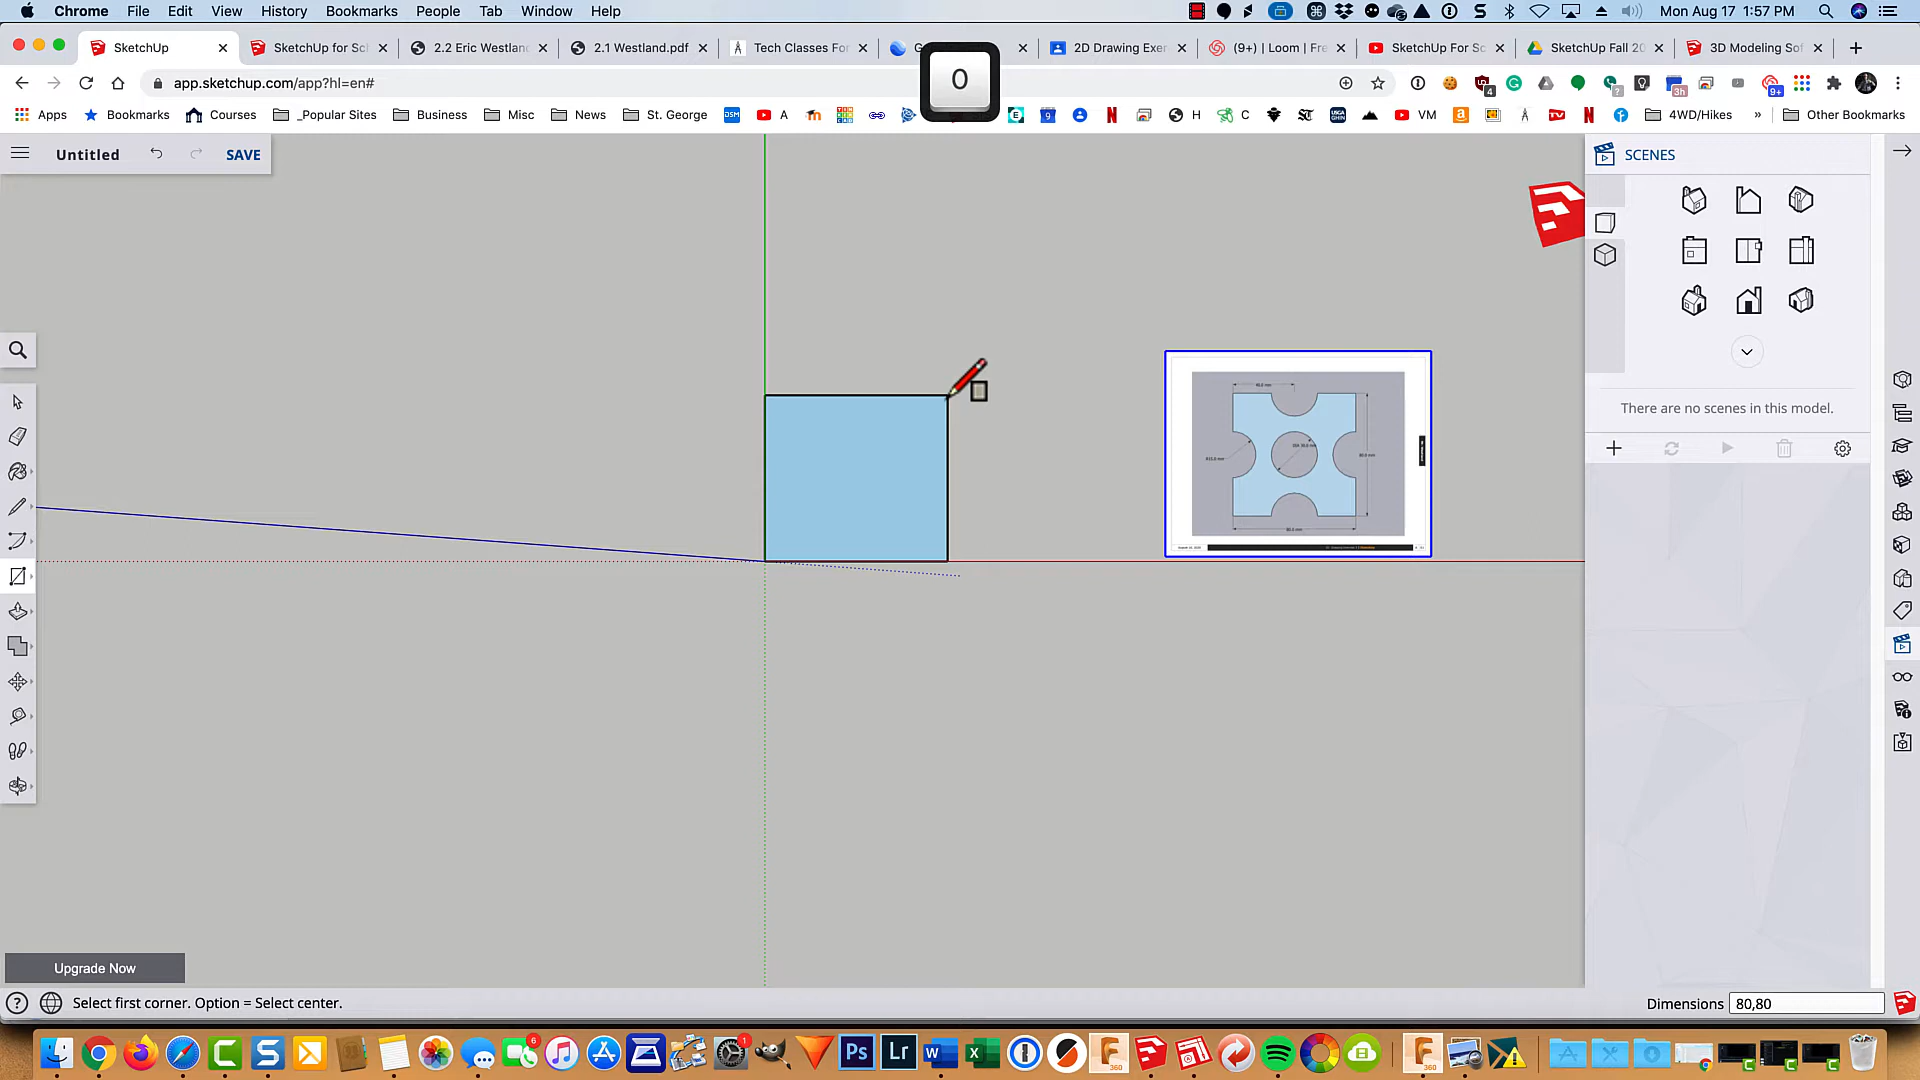 Chrome File Edit View History Bookmarks People Tab Window Help
Mon Aug 17 1:57 PM
SketchUp
SketchUp for Sch
2.2 Eric Westlan
2.1 Westland.pdf
Tech Classes For
2D Drawing Exer
(9+) | Loom | Fre
SketchUp For Sc
SketchUp Fall 20
3D Modeling Sof
0
app.sketchup.com/app?hl=en#
Apps
Bookmarks
Courses
_Popular Sites
Business
Misc
News
St. George
A
H
C
VM
4WD/Hikes
»
Other Bookmarks
Untitled
SAVE
SCENES
There are no scenes in this model.
Upgrade Now
Select first corner. Option = Select center.
Dimensions 80,80